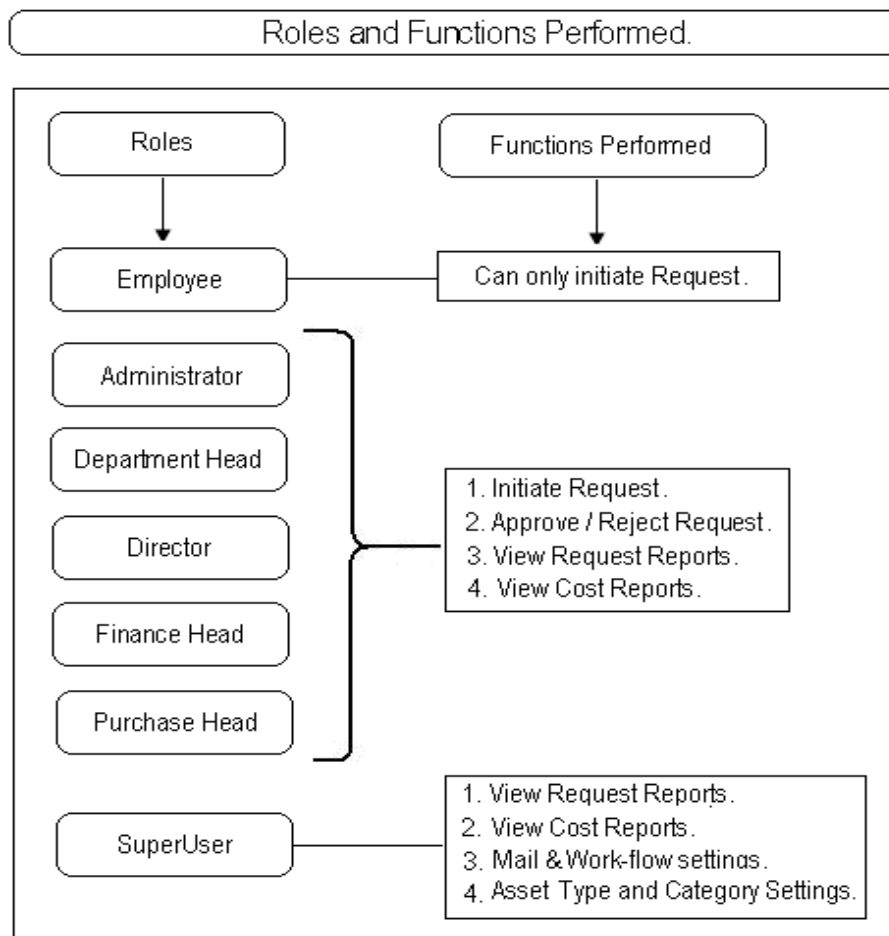 Roles and Functions Performed.
Roles
Functions Performed
Employee
Can only initiate Request.
Administrator
Department Head
Director
Finance Head
Purchase Head
1. Initiate Request.
2. Approve / Reject Request.
3. View Request Reports.
4. View Cost Reports.
SuperUser
1. View Request Reports.
2. View Cost Reports.
3. Mail & Work-flow settings.
4. Asset Type and Category Settings.